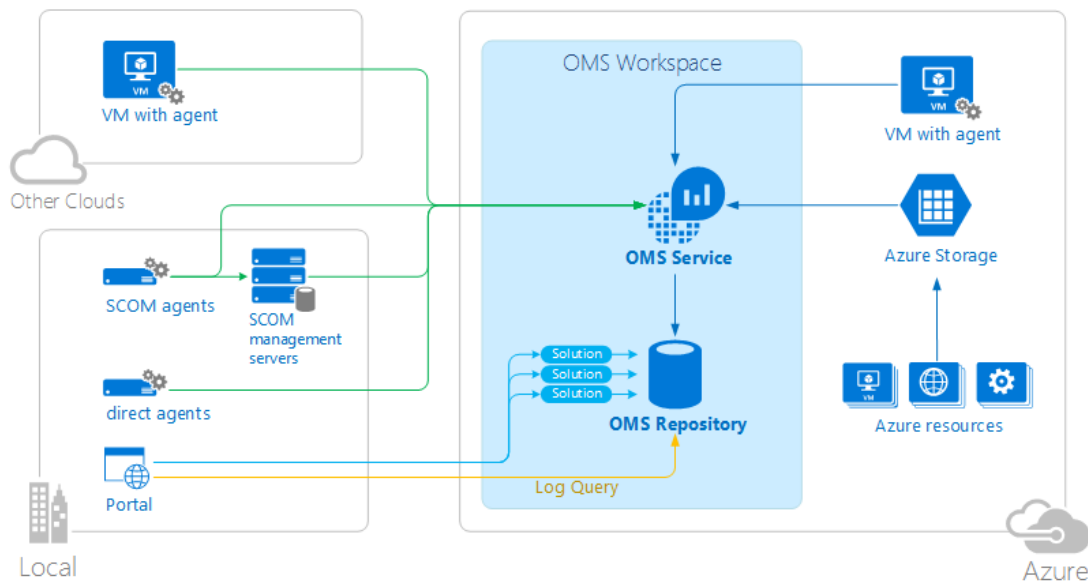 VM
VM with agent
Other Clouds
SCOM agents
SCOM
management
servers
direct agents
Portal
Local
OMS Workspace
OMS Service
Solution
Solution
Solution
OMS Repository
Log Query
VM
VM with agent
Azure Storage
VM
Azure resources
Azure